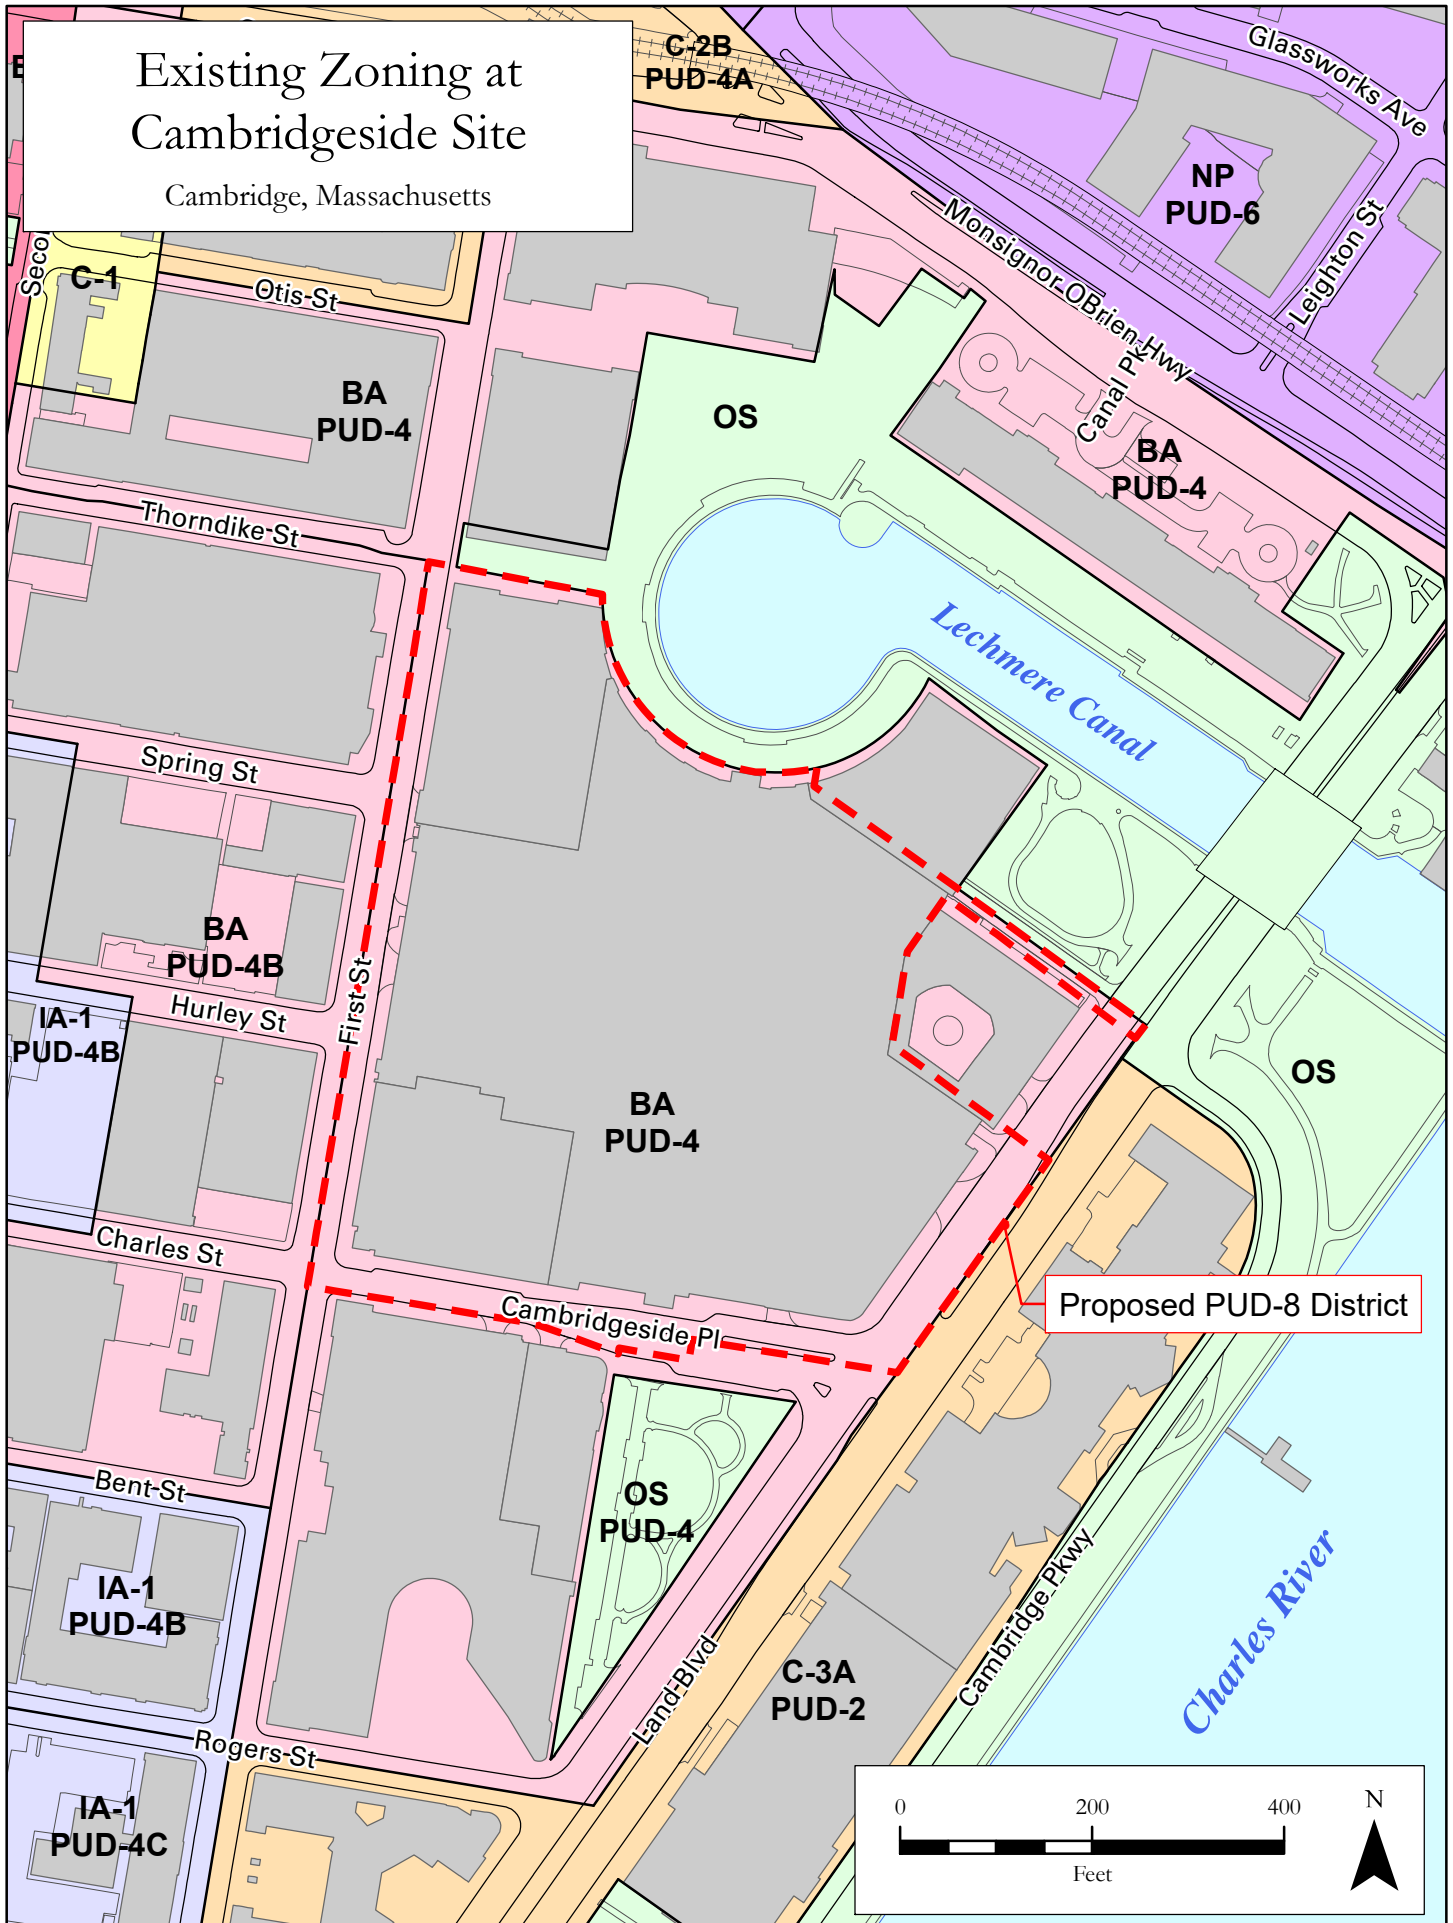 Existing Zoning at
Cambridgeside Site
Cambridge, Massachusetts
C-2B
PUD-4A
Glassworks Ave
NP
PUD-6
Leighton St
Monsignor OBrien Hwy
Canal Pk
C-1
Otis St
BA
PUD-4
OS
BA
PUD-4
Thorndike St
Lechmere Canal
Spring St
BA
PUD-4B
Hurley St
First St
IA-1
PUD-4B
OS
BA
PUD-4
Charles St
Cambridgeside Pl
Proposed PUD-8 District
Bent St
OS
PUD-4
IA-1
PUD-4B
Land Blvd
C-3A
PUD-2
Cambridge Pkwy
Charles River
Rogers St
IA-1
PUD-4C
0 200 400
Feet
N